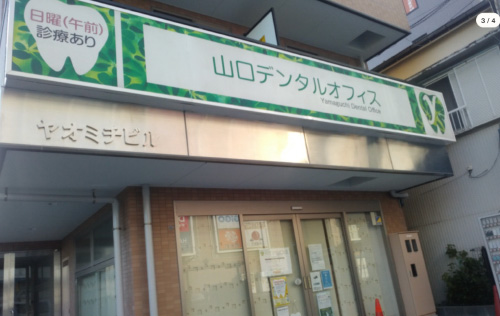 日曜(午前)
診療あり
山口デンタルオフィス
Yamaguchi Dental Office
ヤオミチビル
3 / 4